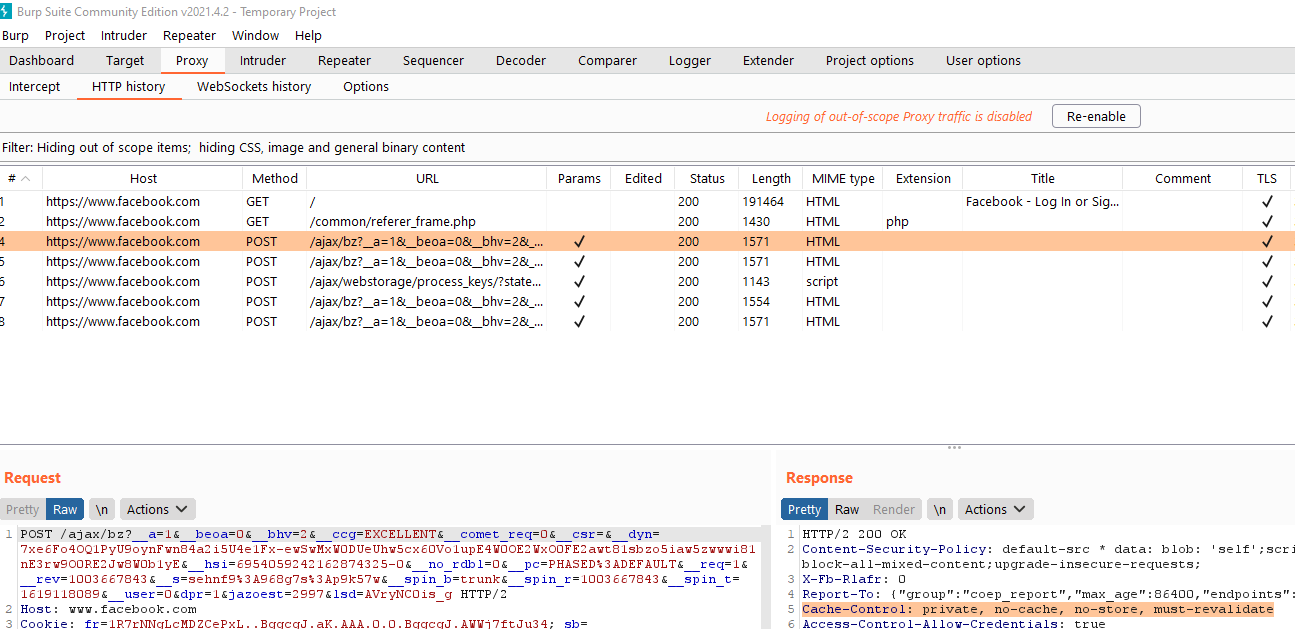 Burp Suite Community Edition v2021.4.2 - Temporary Project
Burp Project Intruder Repeater Window Help
Dashboard Target Proxy Intruder Repeater Sequencer Decoder Comparer Logger Extender Project options User options
Intercept HTTP history WebSockets history Options
Logging of out-of-scope Proxy traffic is disabled Re-enable
Filter: Hiding out of scope items; hiding CSS, image and general binary content
# Host Method URL Params Edited Status Length MIME type Extension Title Comment TLS
1 https://www.facebook.com GET / 200 191464 HTML Facebook - Log In or Sig... ✓
2 https://www.facebook.com GET /common/referer_frame.php 200 1430 HTML php ✓
4 https://www.facebook.com POST /ajax/bz?__a=1&__beoa=0&__bhv=2&_... ✓ 200 1571 HTML ✓
5 https://www.facebook.com POST /ajax/bz?__a=1&__beoa=0&__bhv=2&_... ✓ 200 1571 HTML ✓
6 https://www.facebook.com POST /ajax/webstorage/process_keys/?state... ✓ 200 1143 script ✓
7 https://www.facebook.com POST /ajax/bz?__a=1&__beoa=0&__bhv=2&_... ✓ 200 1554 HTML ✓
8 https://www.facebook.com POST /ajax/bz?__a=1&__beoa=0&__bhv=2&_... ✓ 200 1571 HTML ✓
Request
Pretty Raw \n Actions
1 POST /ajax/bz?__a=1&__beoa=0&__bhv=2&__ccg=EXCELLENT&__comet_req=0&__csr=&__dyn=
7xe6Fo4OQ1PyU9oynFwn84a2i5U4e1Fx-ewSwMxWODUeUhw5cx60Vo1upE4WOOE2WxOOFE2awt81sbzo5iaw5zwwwi81
nE3rw9OORE2Jw8WOb1yE&__hsi=6954059242162874325-0&__no_rdbl=0&__pc=PHASED%3ADEFAULT&__req=1&
__rev=1003667843&__s=sehnf9%3A968g7s%3Ap9k57w&__spin_b=trunk&__spin_r=1003667843&__spin_t=
1619118089&__user=0&dpr=1&jazoest=2997&lsd=AVryNCOis_g HTTP/2
2 Host: www.facebook.com
3 Cookie: fr=1R7rNNgLcMDZCePxL..BggcgJ.aK.AAA.0.0.BggcgJ.AWWj7ftJu34; sb=
Response
Pretty Raw Render \n Actions
1 HTTP/2 200 OK
2 Content-Security-Policy: default-src * data: blob: 'self';scri
block-all-mixed-content;upgrade-insecure-requests;
3 X-Fb-Rlafr: 0
4 Report-To: {"group":"coep_report","max_age":86400,"endpoints":
5 Cache-Control: private, no-cache, no-store, must-revalidate
6 Access-Control-Allow-Credentials: true